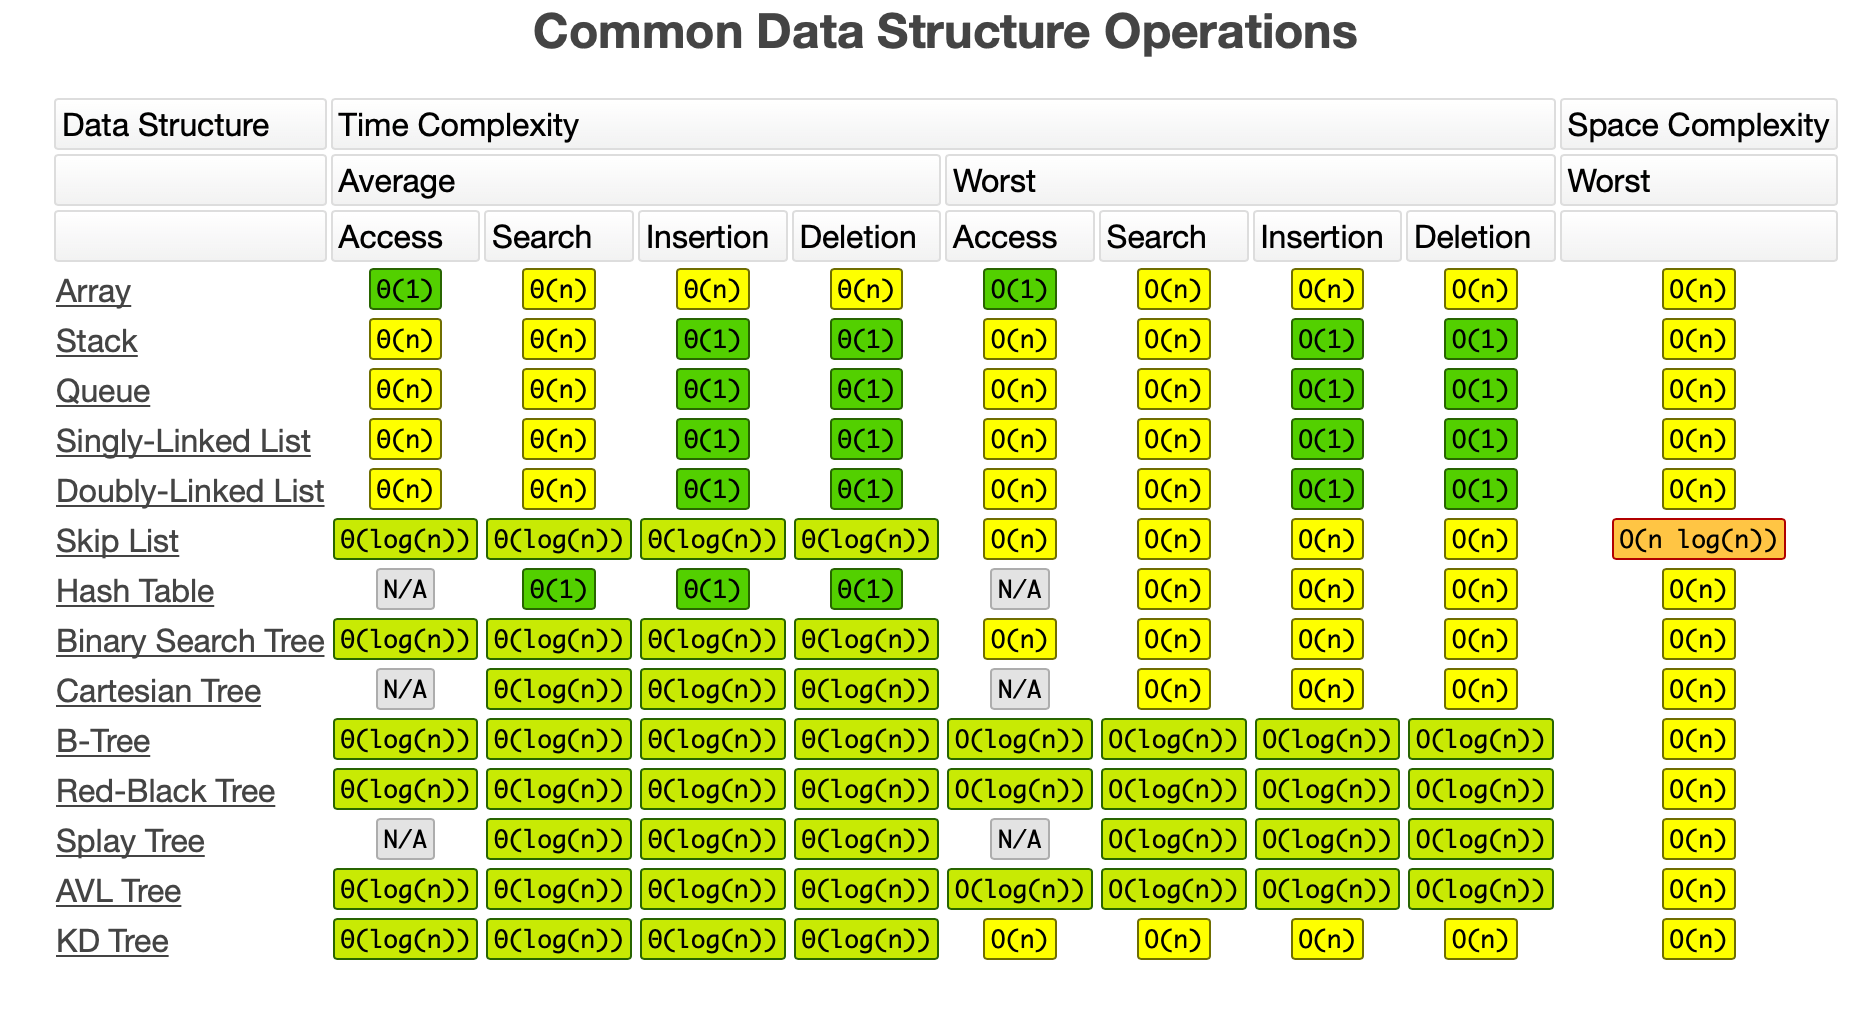 Common Data Structure Operations
Data Structure Time Complexity Space Complexity
Average Worst Worst
Access Search Insertion Deletion Access Search Insertion Deletion
Array Θ(1) Θ(n) Θ(n) Θ(n) O(1) O(n) O(n) O(n) O(n)
Stack Θ(n) Θ(n) Θ(1) Θ(1) O(n) O(n) O(1) O(1) O(n)
Queue Θ(n) Θ(n) Θ(1) Θ(1) O(n) O(n) O(1) O(1) O(n)
Singly-Linked List Θ(n) Θ(n) Θ(1) Θ(1) O(n) O(n) O(1) O(1) O(n)
Doubly-Linked List Θ(n) Θ(n) Θ(1) Θ(1) O(n) O(n) O(1) O(1) O(n)
Skip List Θ(log(n)) Θ(log(n)) Θ(log(n)) Θ(log(n)) O(n) O(n) O(n) O(n) O(n log(n))
Hash Table N/A Θ(1) Θ(1) Θ(1) N/A O(n) O(n) O(n) O(n)
Binary Search Tree Θ(log(n)) Θ(log(n)) Θ(log(n)) Θ(log(n)) O(n) O(n) O(n) O(n) O(n)
Cartesian Tree N/A Θ(log(n)) Θ(log(n)) Θ(log(n)) N/A O(n) O(n) O(n) O(n)
B-Tree Θ(log(n)) Θ(log(n)) Θ(log(n)) Θ(log(n)) O(log(n)) O(log(n)) O(log(n)) O(log(n)) O(n)
Red-Black Tree Θ(log(n)) Θ(log(n)) Θ(log(n)) Θ(log(n)) O(log(n)) O(log(n)) O(log(n)) O(log(n)) O(n)
Splay Tree N/A Θ(log(n)) Θ(log(n)) Θ(log(n)) N/A O(log(n)) O(log(n)) O(log(n)) O(n)
AVL Tree Θ(log(n)) Θ(log(n)) Θ(log(n)) Θ(log(n)) O(log(n)) O(log(n)) O(log(n)) O(log(n)) O(n)
KD Tree Θ(log(n)) Θ(log(n)) Θ(log(n)) Θ(log(n)) O(n) O(n) O(n) O(n) O(n)